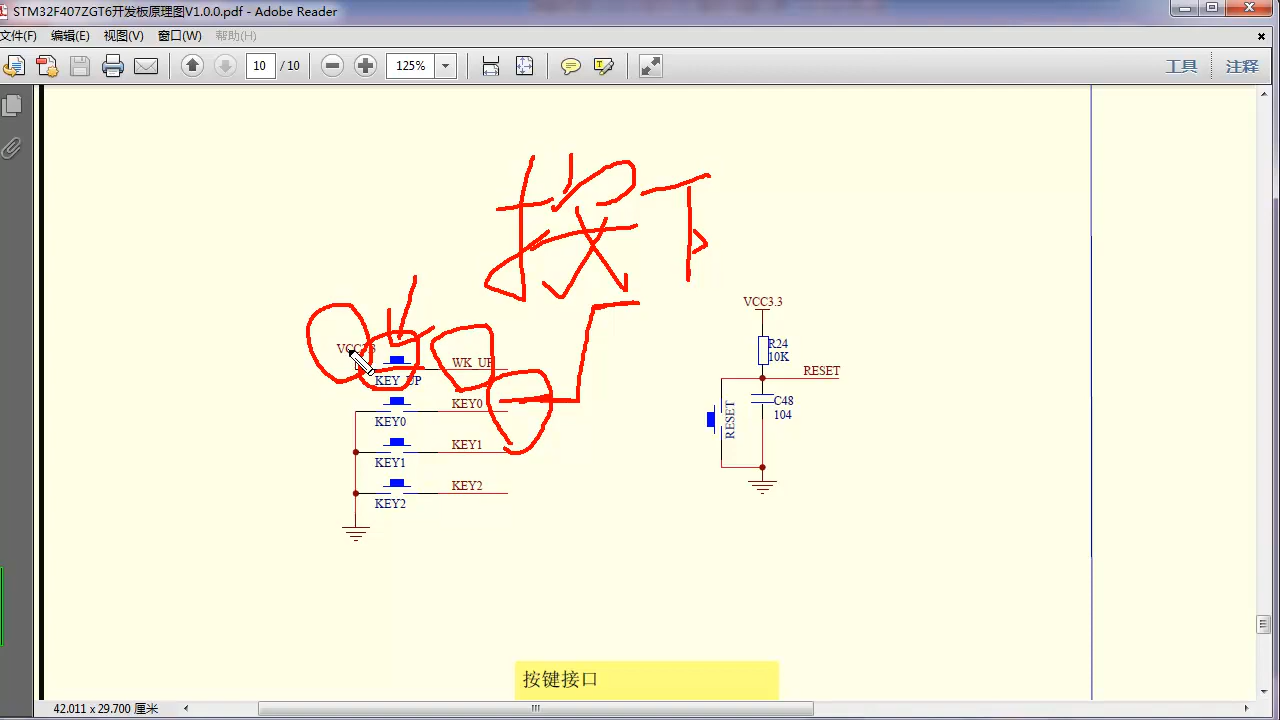 STM32F407ZGT6开发板原理图V1.0.0.pdf - Adobe Reader
文件(F) 编辑(E) 视图(V) 窗口(W) 帮助(H)
10 / 10 125% 工具 注释
按下
VCC3.3
R24
10K
RESET
C48
104
RESET
WK_UP
KEY_UP
KEY0
KEY0
KEY1
KEY1
KEY2
KEY2
按键接口
42.011 x 29.700 厘米